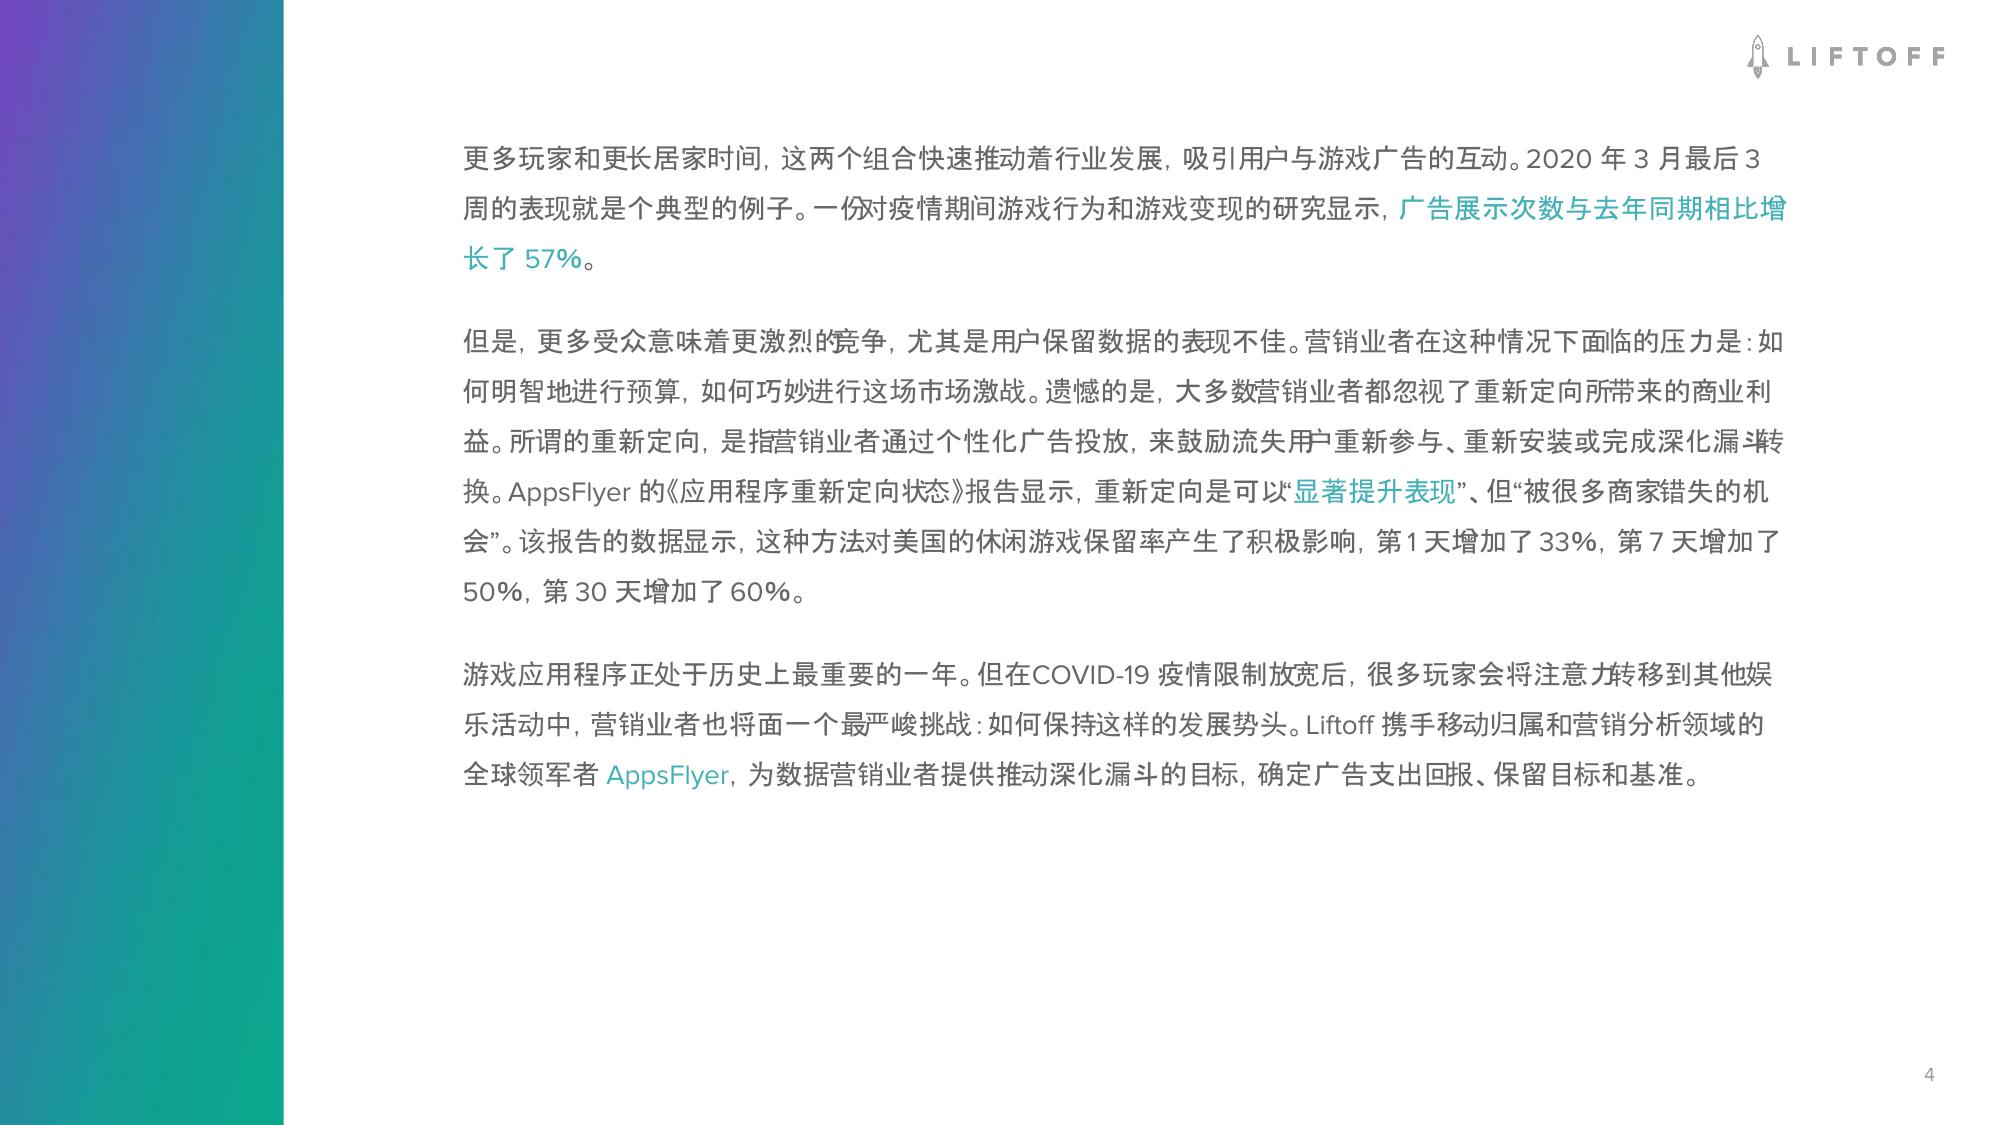 LIFTOFF
更多玩家和更长居家时间，这两个组合快速推动着行业发展，吸引用户与游戏广告的互动。2020 年 3 月最后 3
周的表现就是个典型的例子。一份对疫情期间游戏行为和游戏变现的研究显示，广告展示次数与去年同期相比增
长了 57%。
但是，更多受众意味着更激烈的竞争，尤其是用户保留数据的表现不佳。营销业者在这种情况下面临的压力是：如
何明智地进行预算，如何巧妙进行这场市场激战。遗憾的是，大多数营销业者都忽视了重新定向所带来的商业利
益。所谓的重新定向，是指营销业者通过个性化广告投放，来鼓励流失用户重新参与、重新安装或完成深化漏斗转
换。AppsFlyer 的《应用程序重新定向状态》报告显示，重新定向是可以“显著提升表现”、但“被很多商家错失的机
会”。该报告的数据显示，这种方法对美国的休闲游戏保留率产生了积极影响，第 1 天增加了 33%，第 7 天增加了
50%，第 30 天增加了 60%。
游戏应用程序正处于历史上最重要的一年。但在COVID-19 疫情限制放宽后，很多玩家会将注意力转移到其他娱
乐活动中，营销业者也将面一个最严峻挑战：如何保持这样的发展势头。Liftoff 携手移动归属和营销分析领域的
全球领军者 AppsFlyer，为数据营销业者提供推动深化漏斗的目标，确定广告支出回报、保留目标和基准。
4